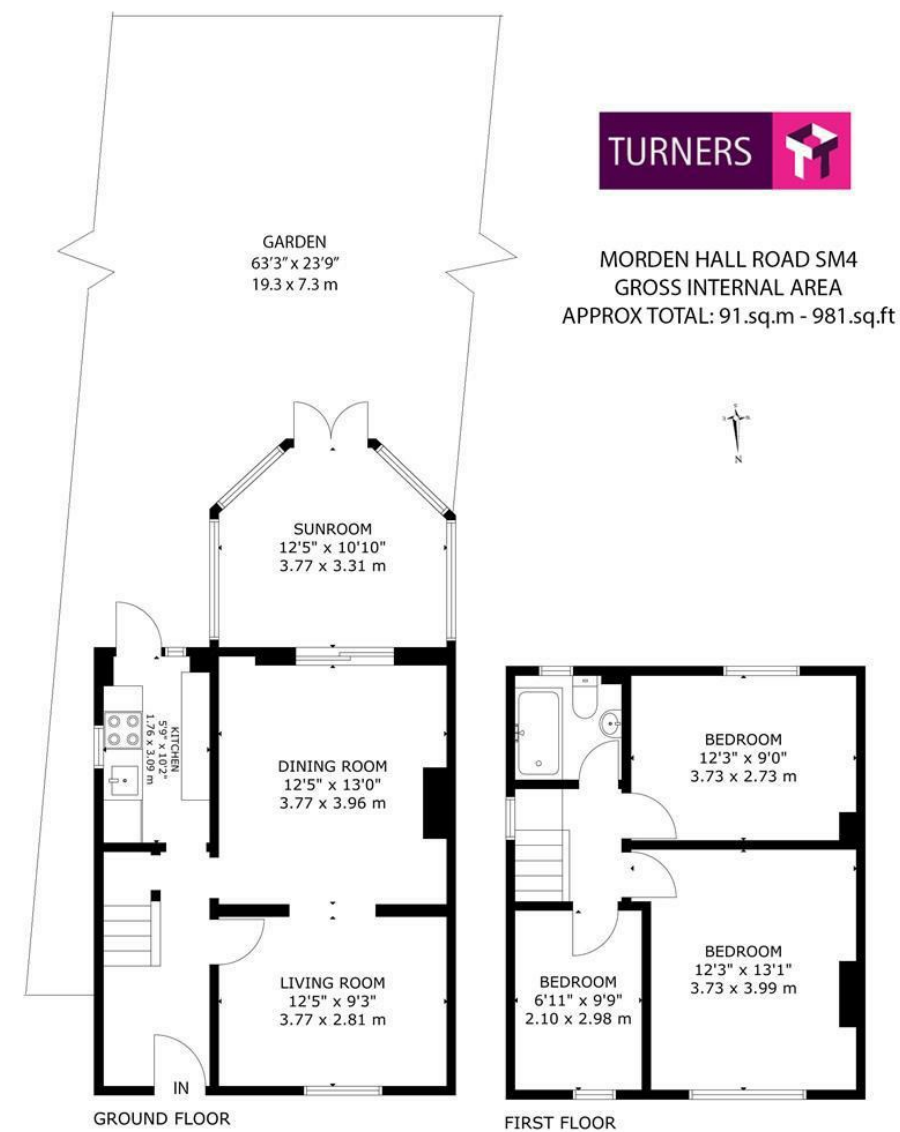 TURNERS
MORDEN HALL ROAD SM4
GROSS INTERNAL AREA
APPROX TOTAL: 91.sq.m - 981.sq.ft
N
GARDEN
63'3" x 23'9"
19.3 x 7.3 m
SUNROOM
12'5" x 10'10"
3.77 x 3.31 m
KITCHEN
5'9" x 10'2"
1.76 x 3.09 m
DINING ROOM
12'5" x 13'0"
3.77 x 3.96 m
LIVING ROOM
12'5" x 9'3"
3.77 x 2.81 m
IN
GROUND FLOOR
BEDROOM
12'3" x 9'0"
3.73 x 2.73 m
BEDROOM
12'3" x 13'1"
3.73 x 3.99 m
BEDROOM
6'11" x 9'9"
2.10 x 2.98 m
FIRST FLOOR